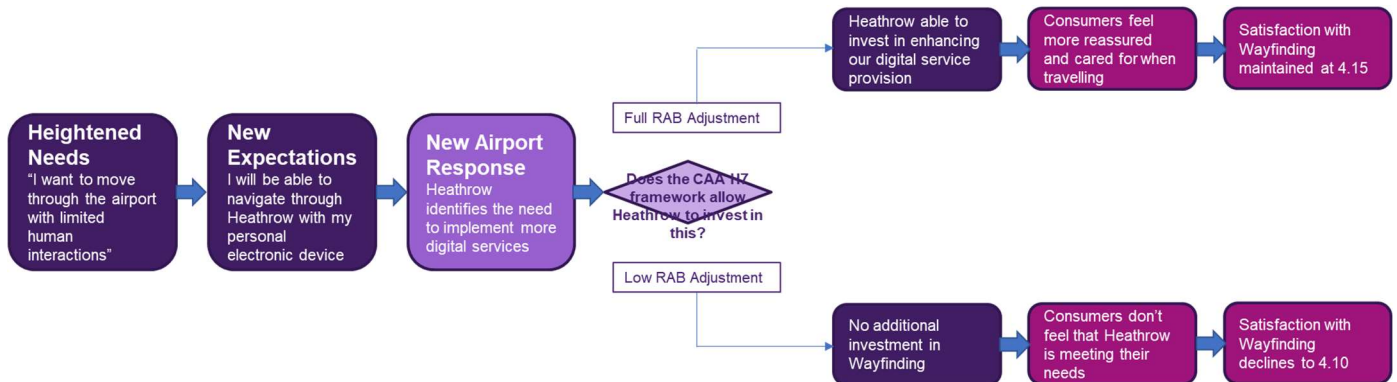 Heightened
Needs
“I want to move
through the airport
with limited
human
interactions”
New
Expectations
I will be able to
navigate through
Heathrow with my
personal
electronic device
New Airport
Response
Heathrow
identifies the need
to implement more
digital services
Does the CAA H7
framework allow
Heathrow to invest in
this?
Full RAB Adjustment
Heathrow able to
invest in enhancing
our digital service
provision
Consumers feel
more reassured
and cared for when
travelling
Satisfaction with
Wayfinding
maintained at 4.15
Low RAB Adjustment
No additional
investment in
Wayfinding
Consumers don’t
feel that Heathrow
is meeting their
needs
Satisfaction with
Wayfinding
declines to 4.10